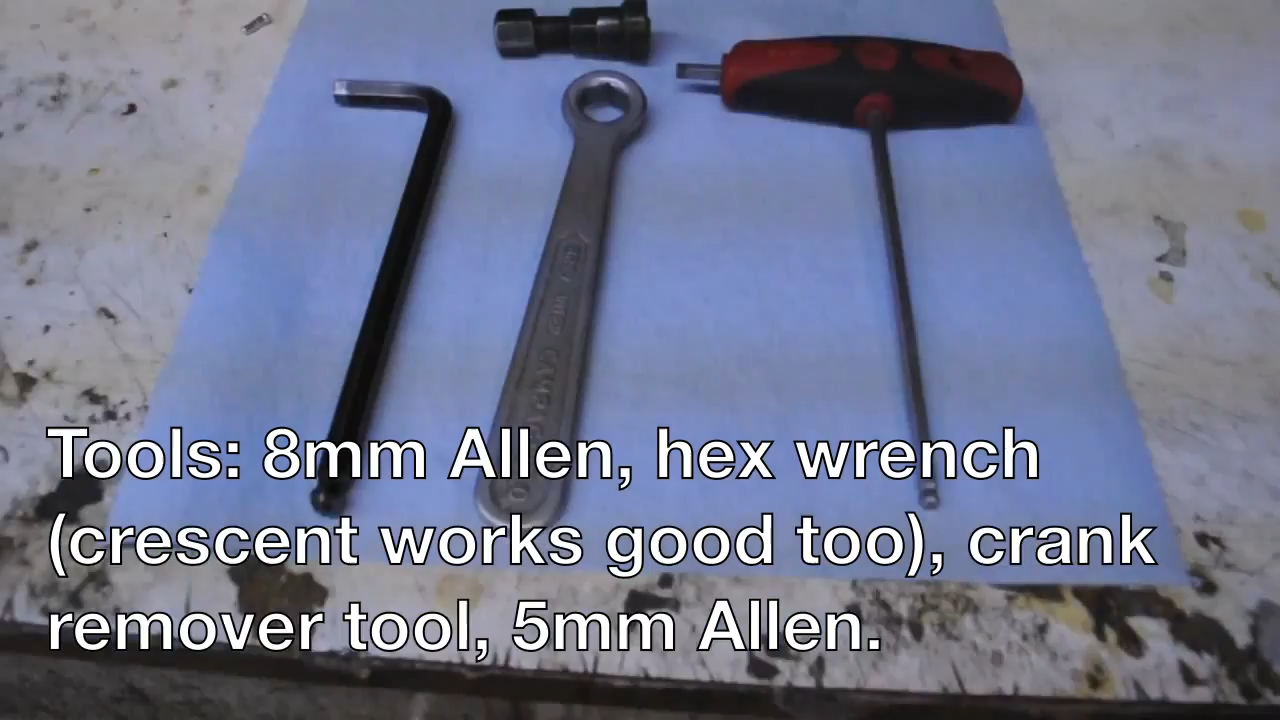 Tools: 8mm Allen, hex wrench
(crescent works good too), crank
remover tool, 5mm Allen.